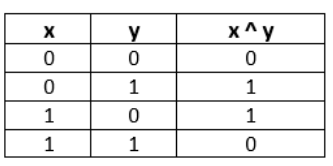 x y x ^ y
0 0 0
0 1 1
1 0 1
1 1 0